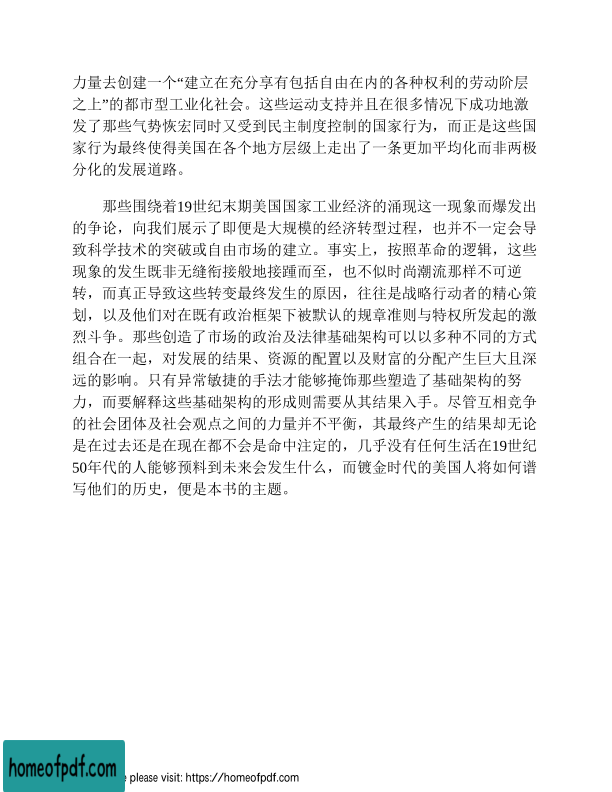 力量去创建一个“建立在充分享有包括自由在内的各种权利的劳动阶层
之上”的都市型工业化社会。这些运动支持并且在很多情况下成功地激
发了那些气势恢宏同时又受到民主制度控制的国家行为，而正是这些国
家行为最终使得美国在各个地方层级上走出了一条更加平均化而非两极
分化的发展道路。
那些围绕着19世纪末期美国国家工业经济的涌现这一现象而爆发出
的争论，向我们展示了即便是大规模的经济转型过程，也并不一定会导
致科学技术的突破或自由市场的建立。事实上，按照革命的逻辑，这些
现象的发生既非无缝衔接般地接踵而至，也不似时尚潮流那样不可逆
转，而真正导致这些转变最终发生的原因，往往是战略行动者的精心策
划，以及他们对在既有政治框架下被默认的规章准则与特权所发起的激
烈斗争。那些创造了市场的政治及法律基础架构可以以多种不同的方式
组合在一起，对发展的结果、资源的配置以及财富的分配产生巨大且深
远的影响。只有异常敏捷的手法才能够掩饰那些塑造了基础架构的努
力，而要解释这些基础架构的形成则需要从其结果入手。尽管互相竞争
的社会团体及社会观点之间的力量并不平衡，其最终产生的结果却无论
是在过去还是在现在都不会是命中注定的，几乎没有任何生活在19世纪
50年代的人能够预料到未来会发生什么，而镀金时代的美国人将如何谱
写他们的历史，便是本书的主题。
homeofpdf.com
e please visit: https://homeofpdf.com